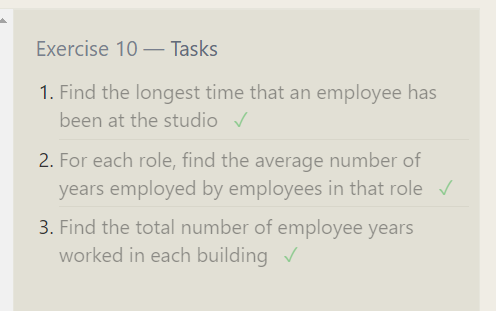 Exercise 10 — Tasks
1. Find the longest time that an employee has
been at the studio ✓
2. For each role, find the average number of
years employed by employees in that role ✓
3. Find the total number of employee years
worked in each building ✓